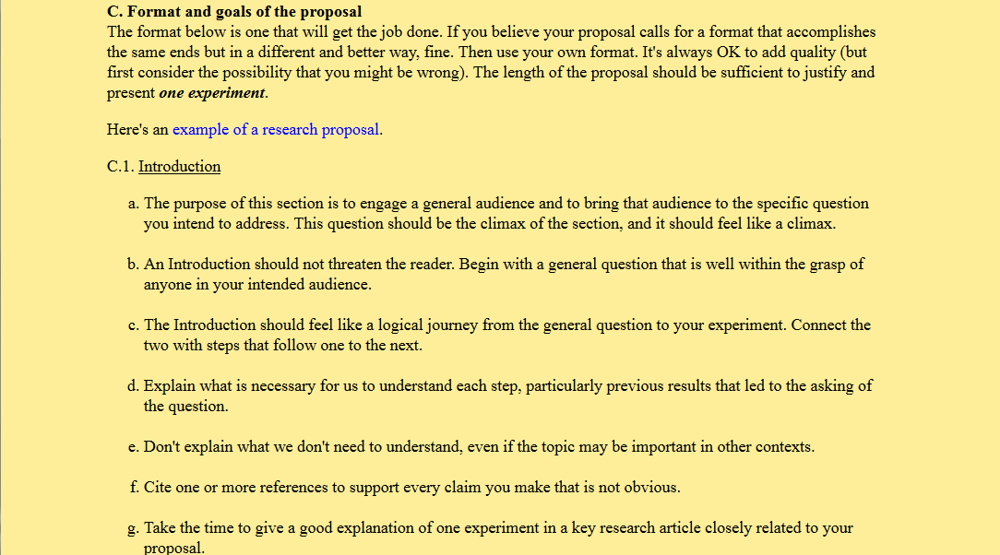 C. Format and goals of the proposal
The format below is one that will get the job done. If you believe your proposal calls for a format that accomplishes
the same ends but in a different and better way, fine. Then use your own format. It's always OK to add quality (but
first consider the possibility that you might be wrong). The length of the proposal should be sufficient to justify and
present one experiment.
Here's an example of a research proposal.
C.1. Introduction
a. The purpose of this section is to engage a general audience and to bring that audience to the specific question
you intend to address. This question should be the climax of the section, and it should feel like a climax.
b. An Introduction should not threaten the reader. Begin with a general question that is well within the grasp of
anyone in your intended audience.
c. The Introduction should feel like a logical journey from the general question to your experiment. Connect the
two with steps that follow one to the next.
d. Explain what is necessary for us to understand each step, particularly previous results that led to the asking of
the question.
e. Don't explain what we don't need to understand, even if the topic may be important in other contexts.
f. Cite one or more references to support every claim you make that is not obvious.
g. Take the time to give a good explanation of one experiment in a key research article closely related to your
proposal.